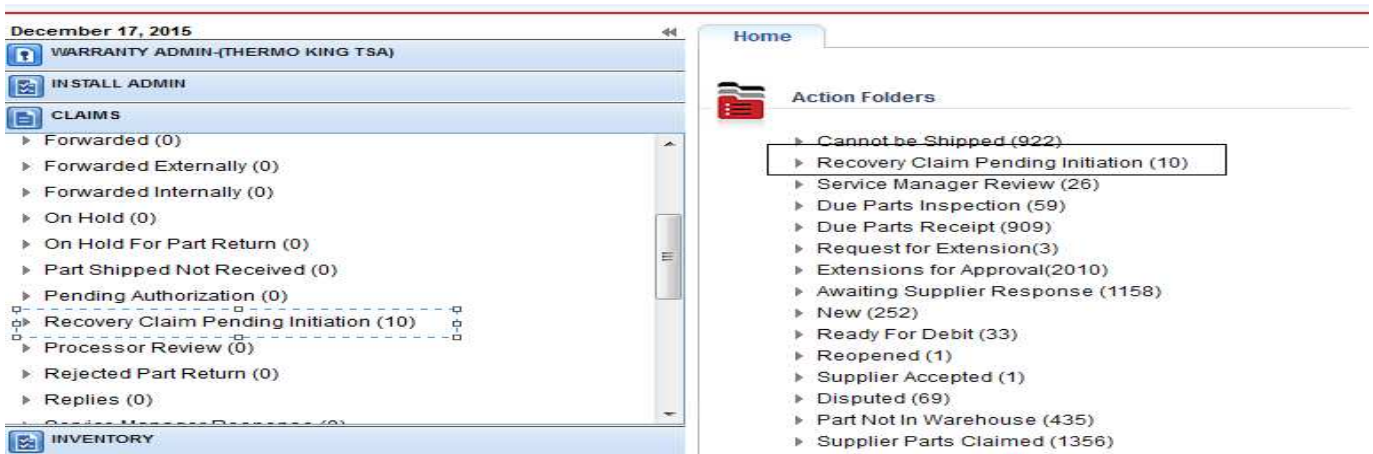 December 17, 2015
WARRANTY ADMIN-(THERMO KING TSA)
INSTALL ADMIN
CLAIMS
Forwarded (0)
Forwarded Externally (0)
Forwarded Internally (0)
On Hold (0)
On Hold For Part Return (0)
Part Shipped Not Received (0)
Pending Authorization (0)
Recovery Claim Pending Initiation (10)
Processor Review (0)
Rejected Part Return (0)
Replies (0)
INVENTORY
Home
Action Folders
Cannot be Shipped (922)
Recovery Claim Pending Initiation (10)
Service Manager Review (26)
Due Parts Inspection (59)
Due Parts Receipt (909)
Request for Extension(3)
Extensions for Approval(2010)
Awaiting Supplier Response (1158)
New (252)
Ready For Debit (33)
Reopened (1)
Supplier Accepted (1)
Disputed (69)
Part Not In Warehouse (435)
Supplier Parts Claimed (1356)